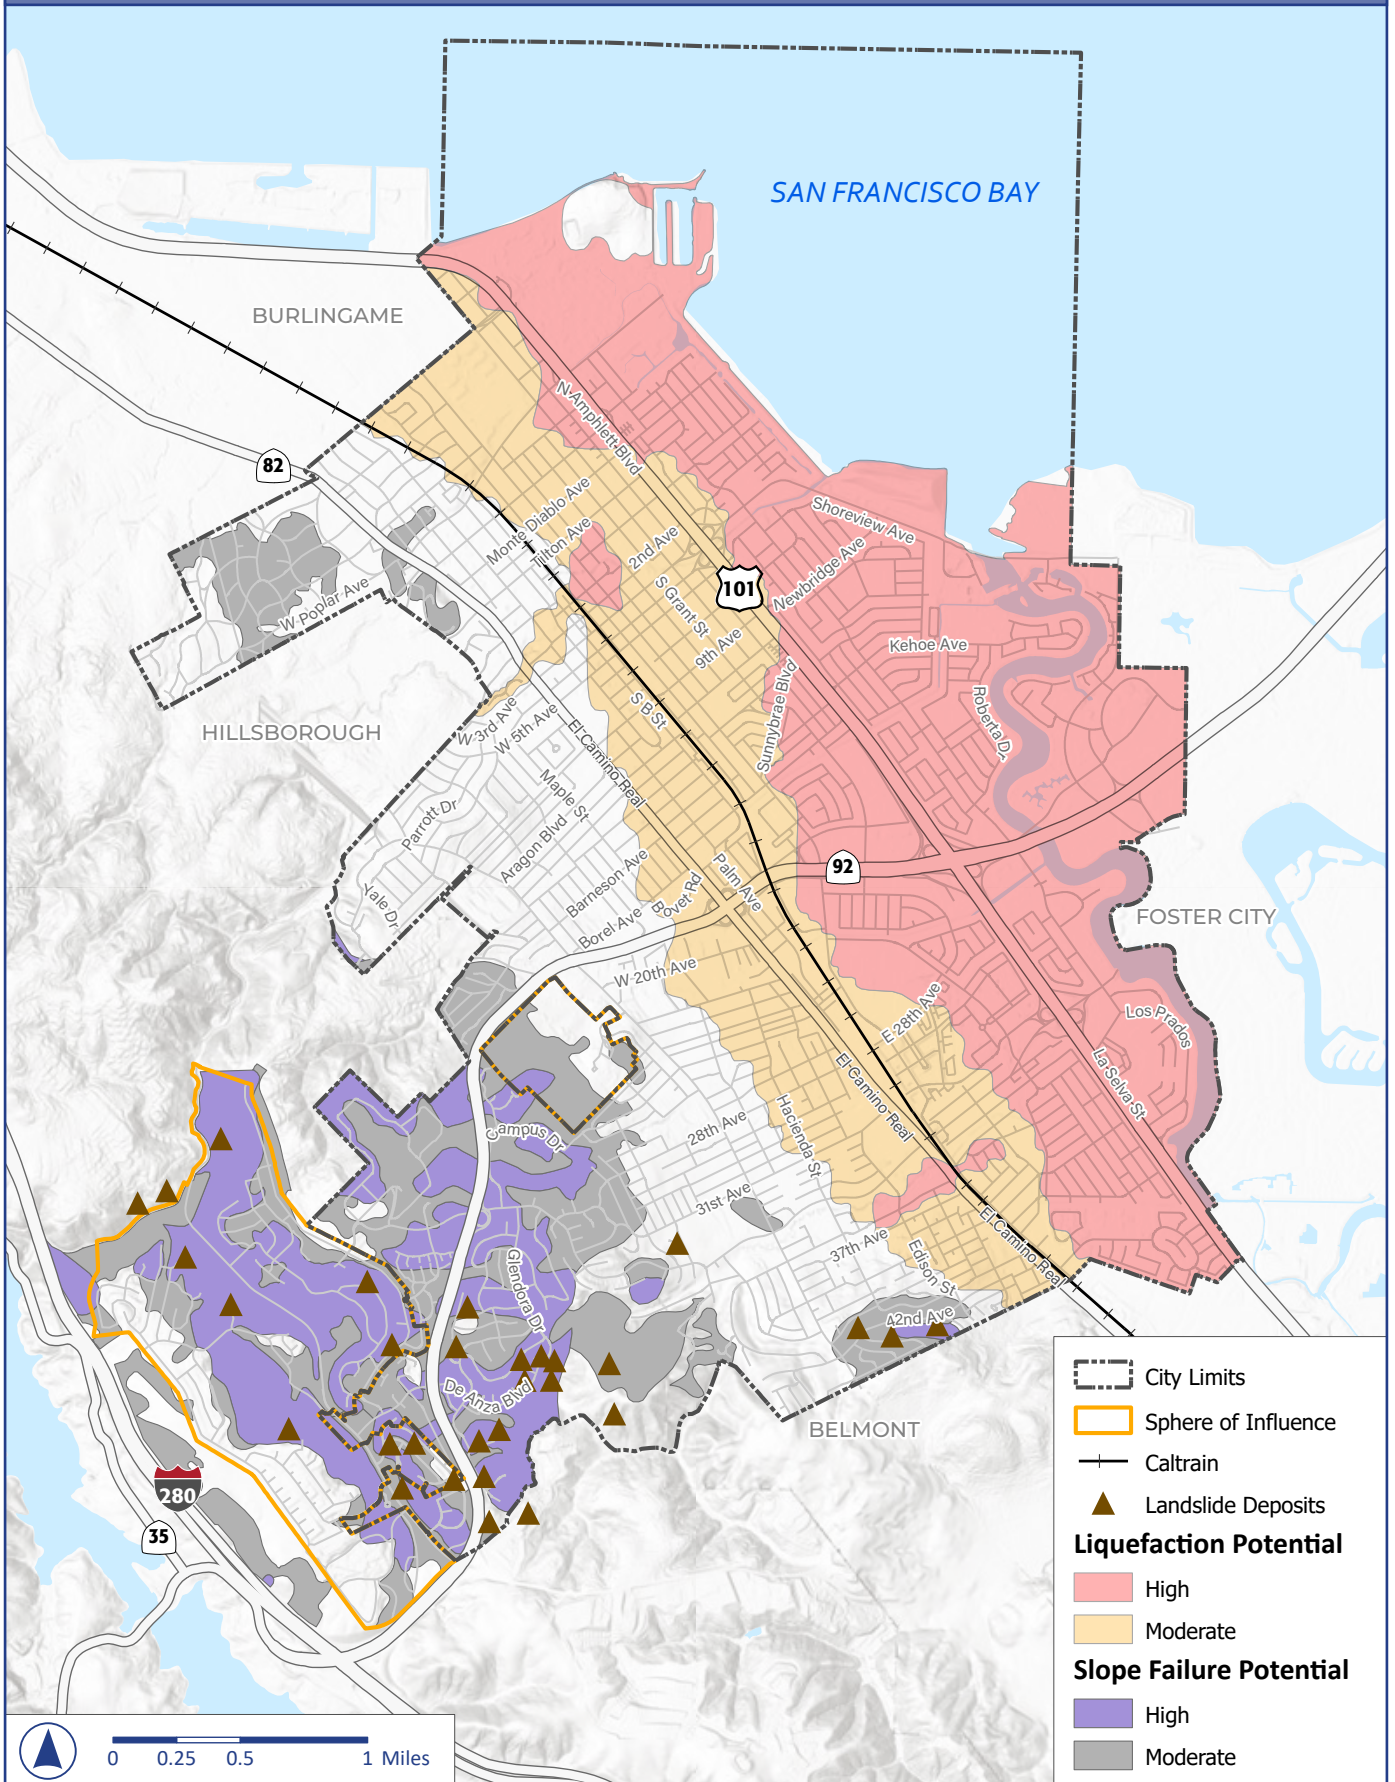 SAN FRANCISCO BAY
BURLINGAME
N Amphlett Blvd
82
Monte Diablo Ave
Tilton Ave
2nd Ave
Shoreview Ave
101
Newbridge Ave
S Grant St
W Poplar Ave
9th Ave
Kehoe Ave
Sunnybrae Blvd
Roberta Dr
S B St
HILLSBOROUGH
W 3rd Ave
W 5th Ave
El Camino Real
Maple St
Parrott Dr
Aragon Blvd
92
Palm Ave
Barneson Ave
Yale Dr
Bovet Rd
Borel Ave
FOSTER CITY
W 20th Ave
E 28th Ave
Los Prados
El Camino Real
La Selva St
Campus Dr
28th Ave
Hacienda St
31st Ave
El Camino Real
37th Ave
Edison St
Glendora Dr
42nd Ave
De Anza Blvd
BELMONT
280
35
City Limits
Sphere of Influence
Caltrain
Landslide Deposits
Liquefaction Potential
High
Moderate
Slope Failure Potential
High
Moderate
0 0.25 0.5 1 Miles